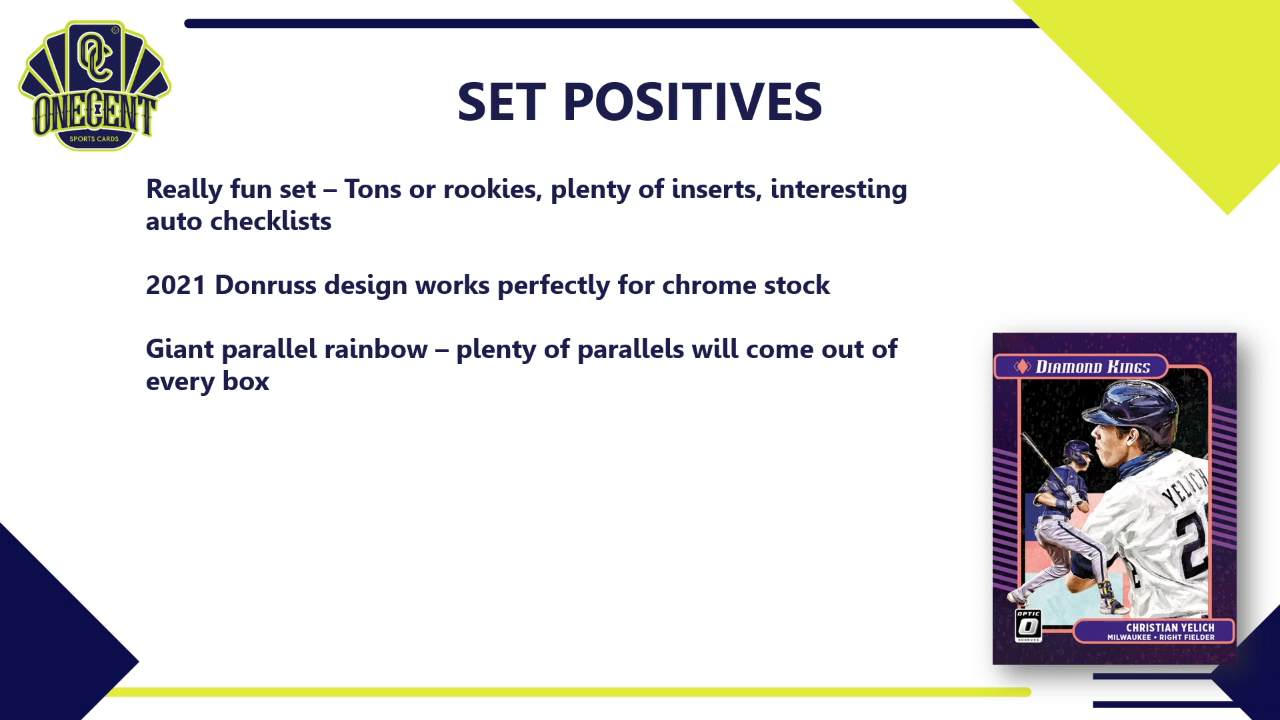 OC
ONECENT
SPORTS CARDS
SET POSITIVES
Really fun set – Tons or rookies, plenty of inserts, interesting
auto checklists
2021 Donruss design works perfectly for chrome stock
Giant parallel rainbow – plenty of parallels will come out of
every box
DIAMOND KINGS
YELICH
2
OPTIC
CHRISTIAN YELICH
MILWAUKEE • RIGHT FIELDER